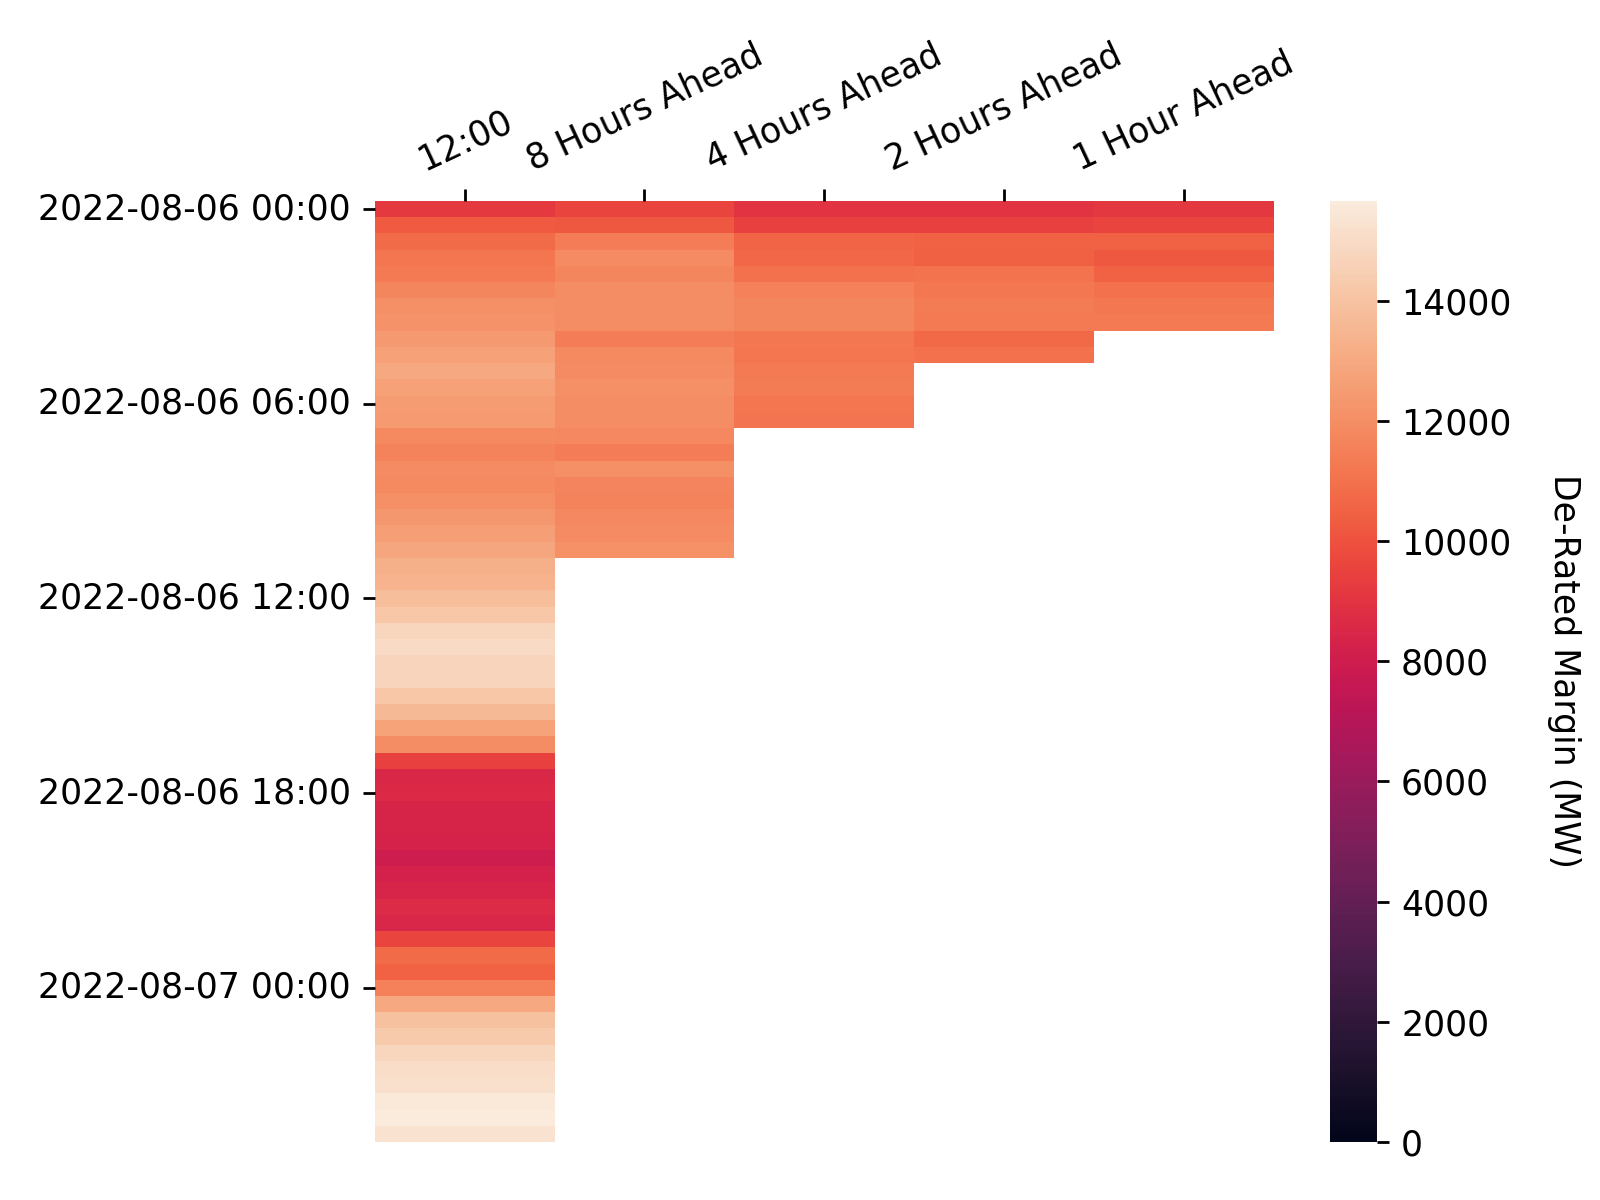 12:00
8 Hours Ahead
4 Hours Ahead
2 Hours Ahead
1 Hour Ahead
2022-08-06 00:00
2022-08-06 06:00
2022-08-06 12:00
2022-08-06 18:00
2022-08-07 00:00
14000
12000
10000
8000
6000
4000
2000
0
De-Rated Margin (MW)